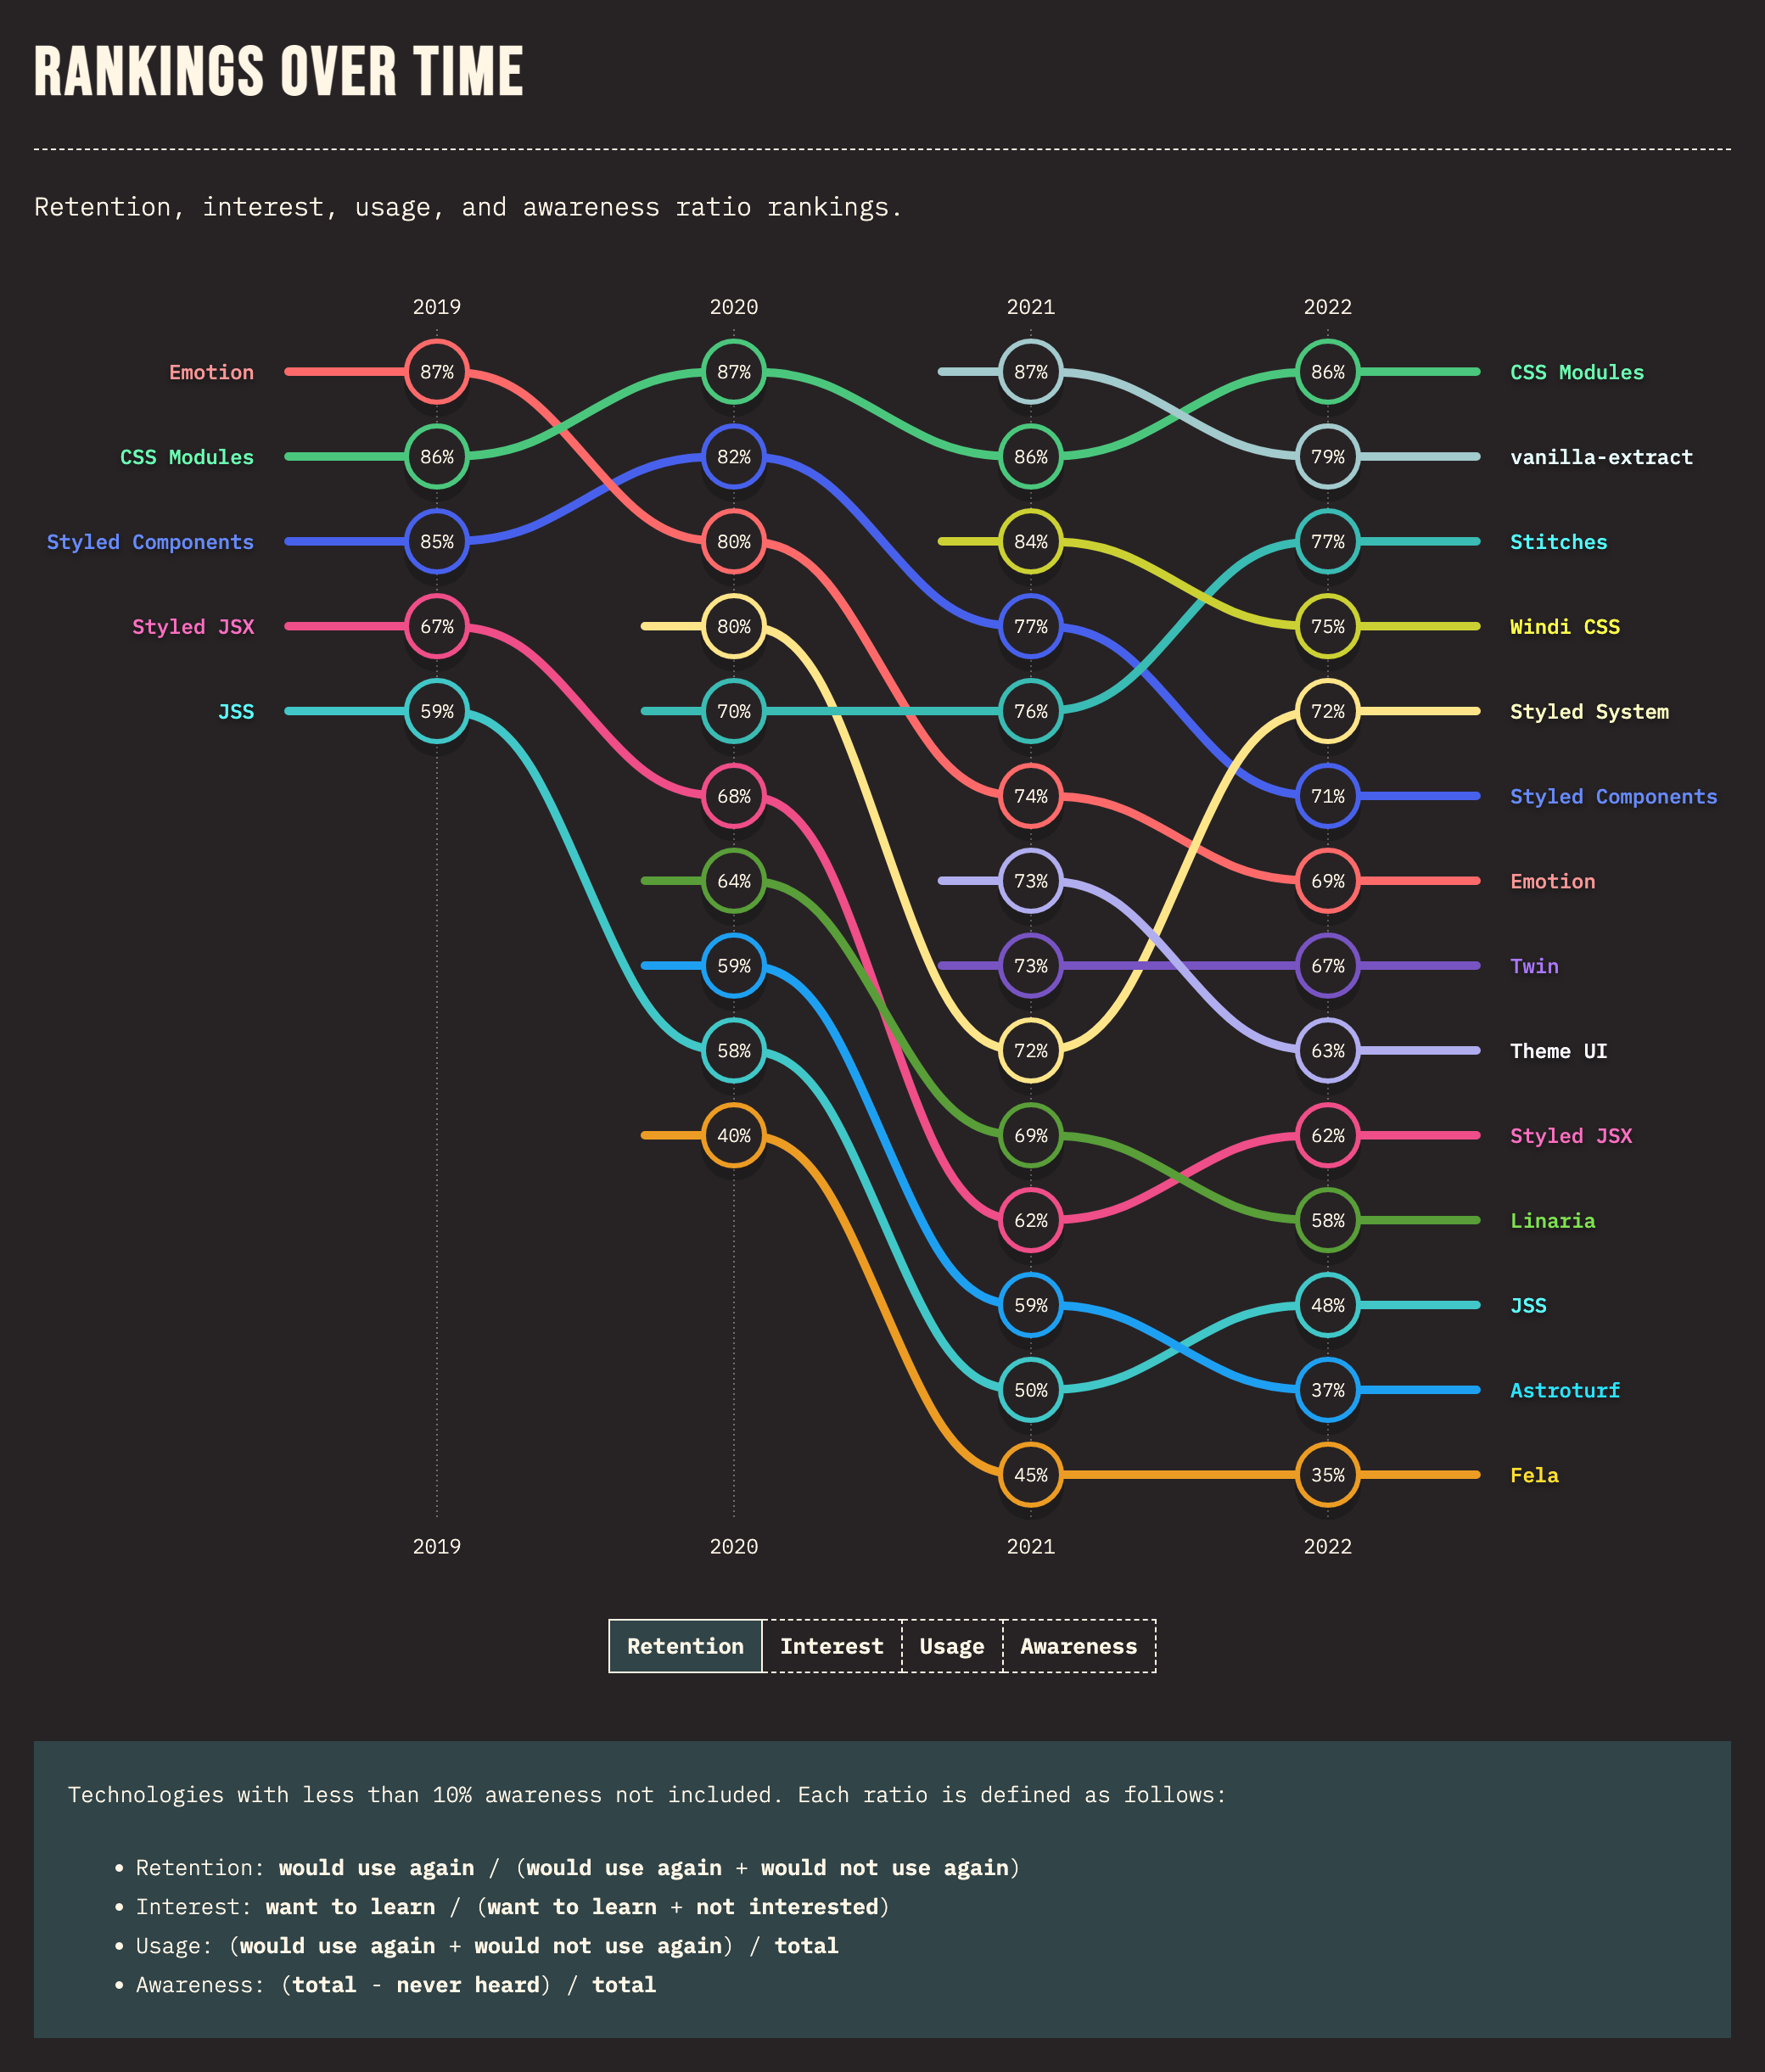 RANKINGS OVER TIME
Retention, interest, usage, and awareness ratio rankings.
2019 2020 2021 2022
Emotion 87% 87% 87% 86% CSS Modules
CSS Modules 86% 82% 86% 79% vanilla-extract
Styled Components 85% 80% 84% 77% Stitches
Styled JSX 67% 80% 77% 75% Windi CSS
JSS 59% 70% 76% 72% Styled System
68% 74% 71% Styled Components
64% 73% 69% Emotion
59% 73% 67% Twin
58% 72% 63% Theme UI
40% 69% 62% Styled JSX
62% 58% Linaria
59% 48% JSS
50% 37% Astroturf
45% 35% Fela
2019 2020 2021 2022
Retention Interest Usage Awareness
Technologies with less than 10% awareness not included. Each ratio is defined as follows:
• Retention: would use again / (would use again + would not use again)
• Interest: want to learn / (want to learn + not interested)
• Usage: (would use again + would not use again) / total
• Awareness: (total - never heard) / total